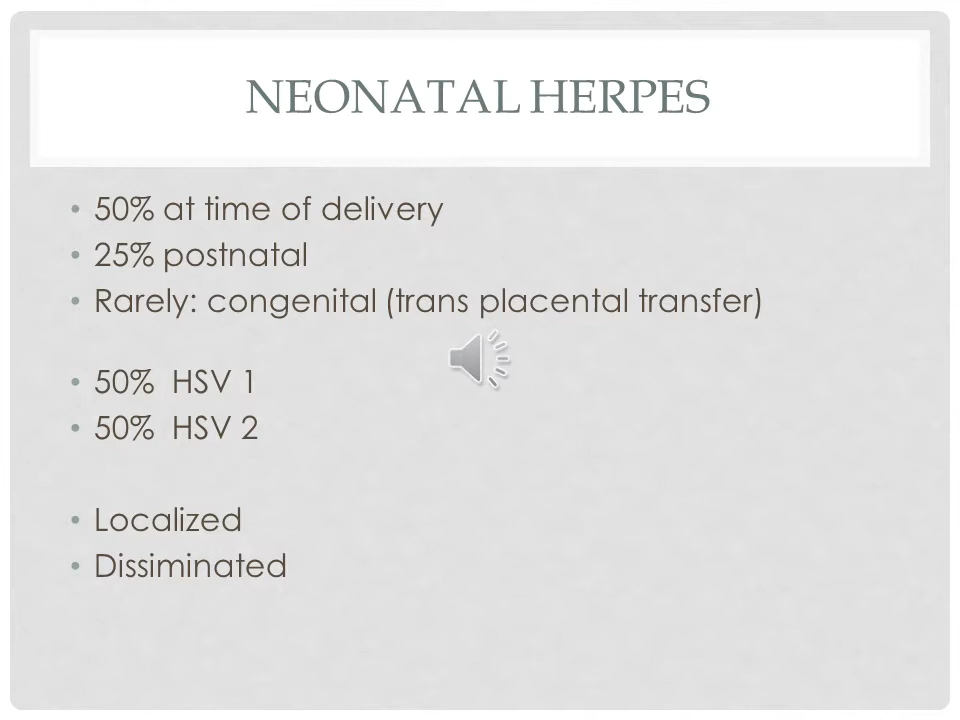 NEONATAL HERPES
• 50% at time of delivery
• 25% postnatal
• Rarely: congenital (trans placental transfer)
• 50%  HSV 1
• 50%  HSV 2
• Localized
• Dissiminated